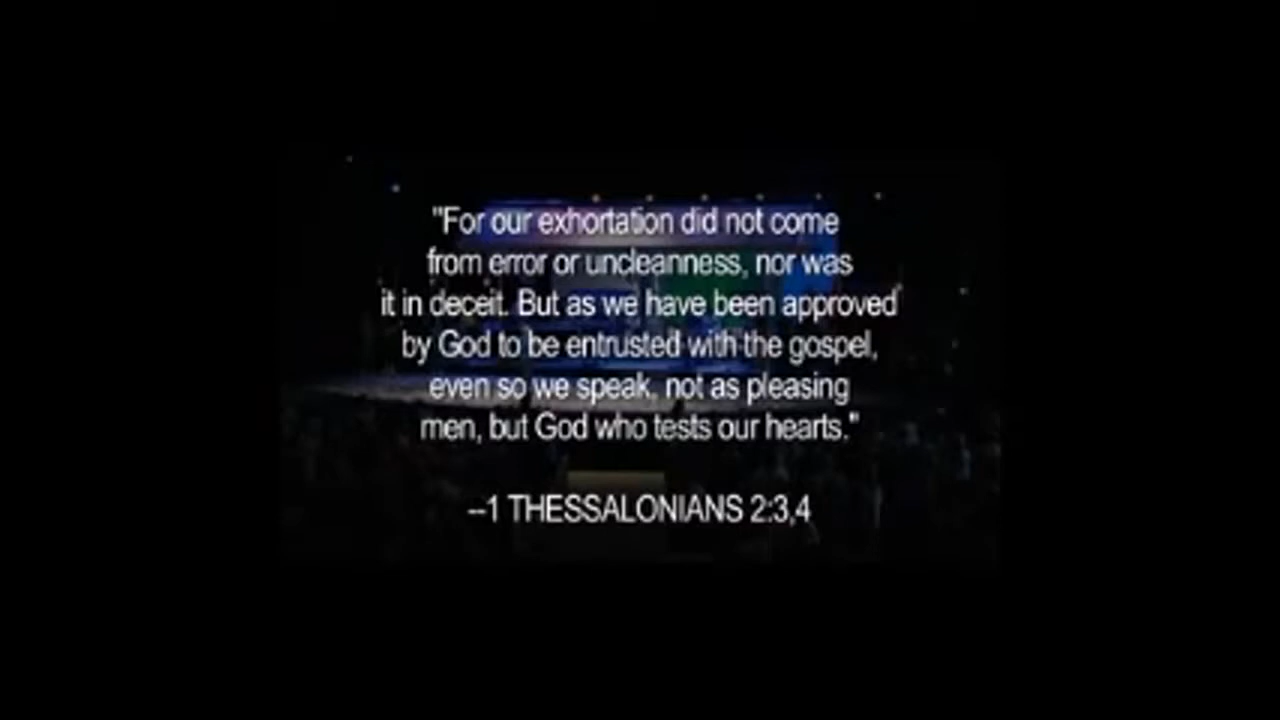 "For our exhortation did not come
from error or uncleanness, nor was
it in deceit. But as we have been approved
by God to be entrusted with the gospel,
even so we speak, not as pleasing
men, but God who tests our hearts."
--1 THESSALONIANS 2:3,4